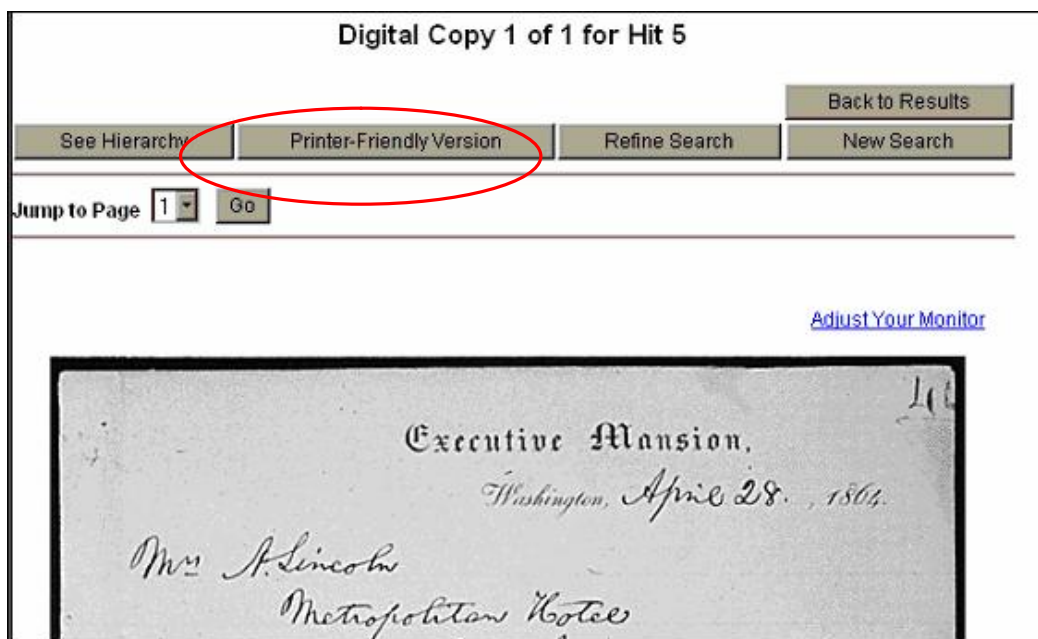 Digital Copy 1 of 1 for Hit 5
Back to Results
See Hierarchy Printer-Friendly Version Refine Search New Search
Jump to Page 1 Go
Adjust Your Monitor
Executive Mansion,
Washington, April 28. , 1864.
Mrs A. Lincoln
Metropolitan Hotel